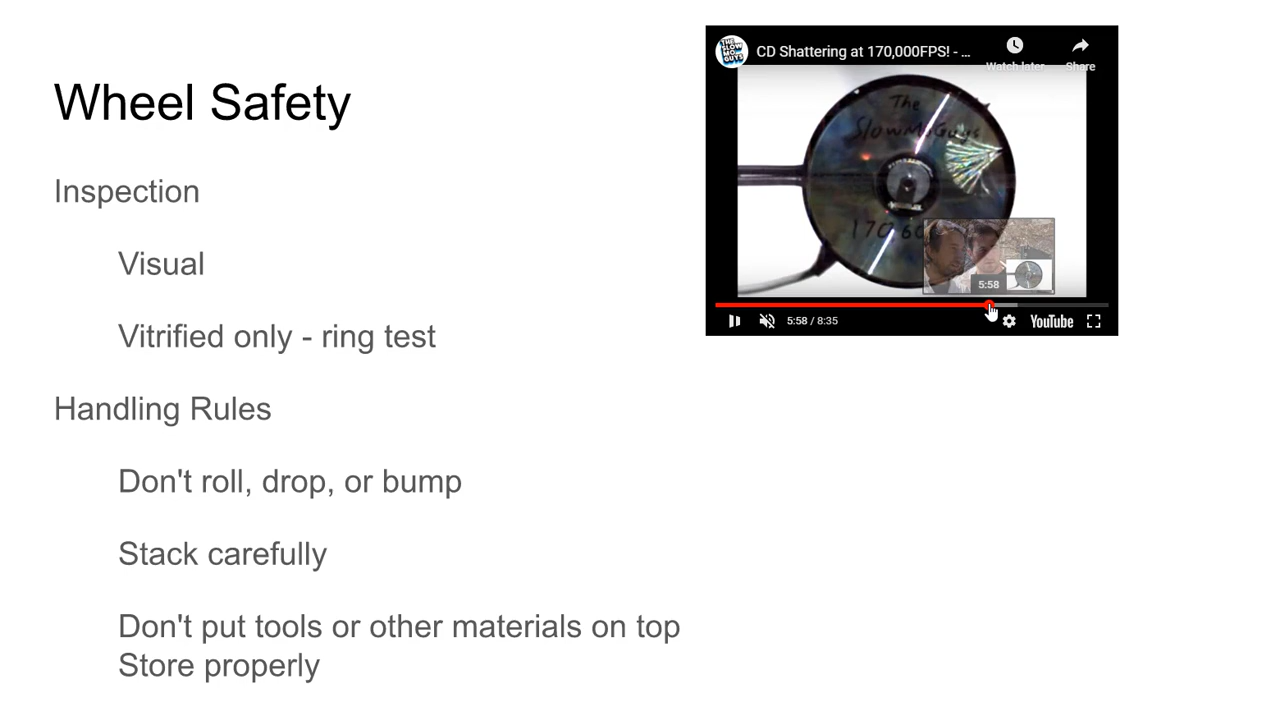 Wheel Safety
Inspection
Visual
Vitrified only - ring test
Handling Rules
Don't roll, drop, or bump
Stack carefully
Don't put tools or other materials on top
Store properly
THE SLOW MO GUYS
CD Shattering at 170,000FPS! - ...
Watch later
Share
The
SlowMoGuys
5:58
5:58 / 8:35
YouTube